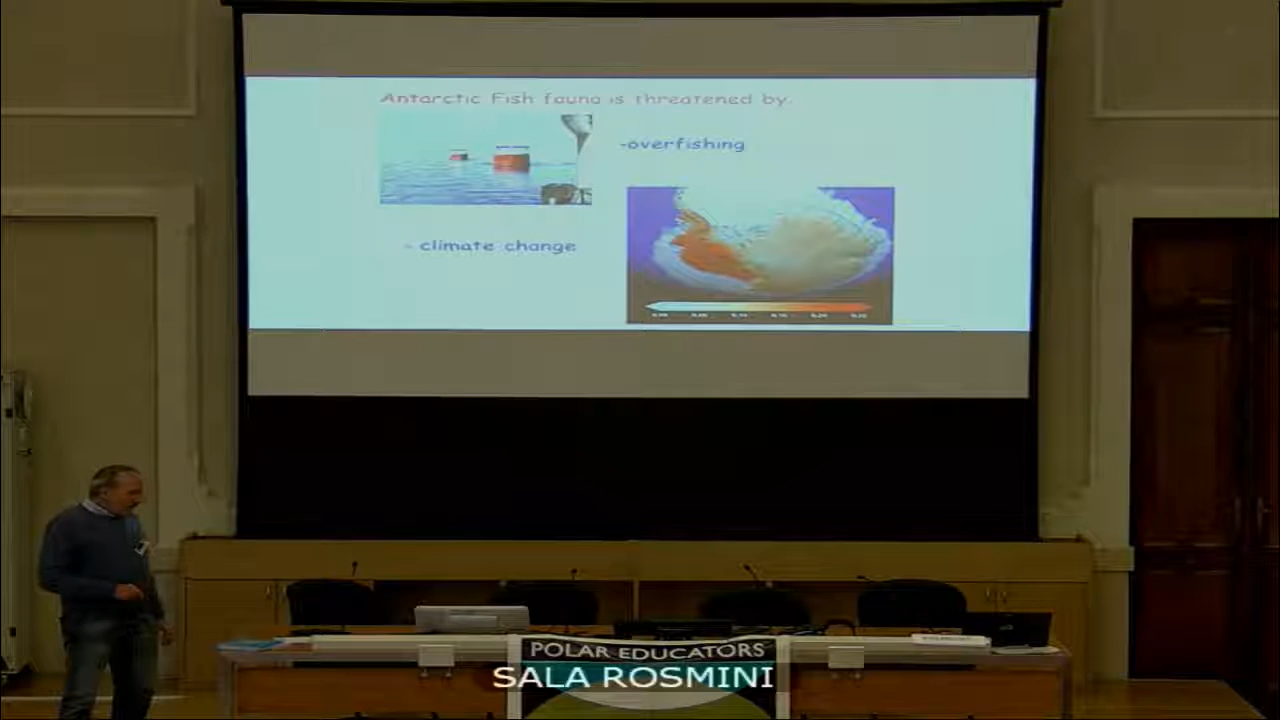 Antarctic Fish fauna is threatened by:
-overfishing
- climate change
POLAR EDUCATORS
SALA ROSMINI